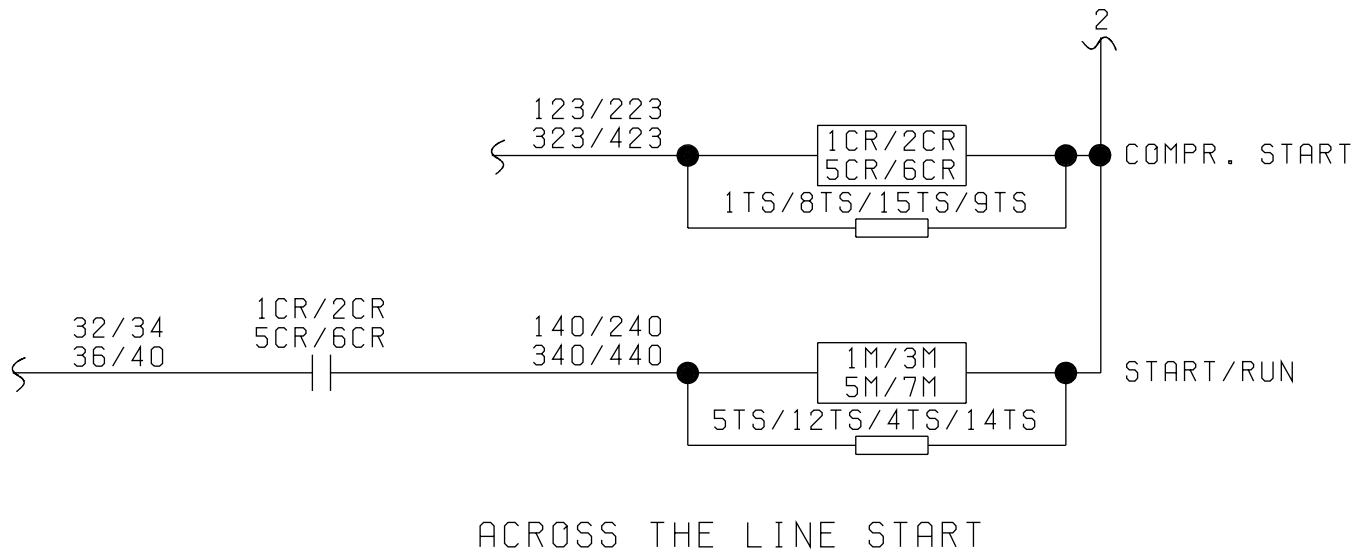 2
123/223
323/423
1CR/2CR
5CR/6CR
COMPR. START
1TS/8TS/15TS/9TS
1CR/2CR
5CR/6CR
32/34
36/40
140/240
340/440
1M/3M
5M/7M
START/RUN
5TS/12TS/4TS/14TS
ACROSS THE LINE START